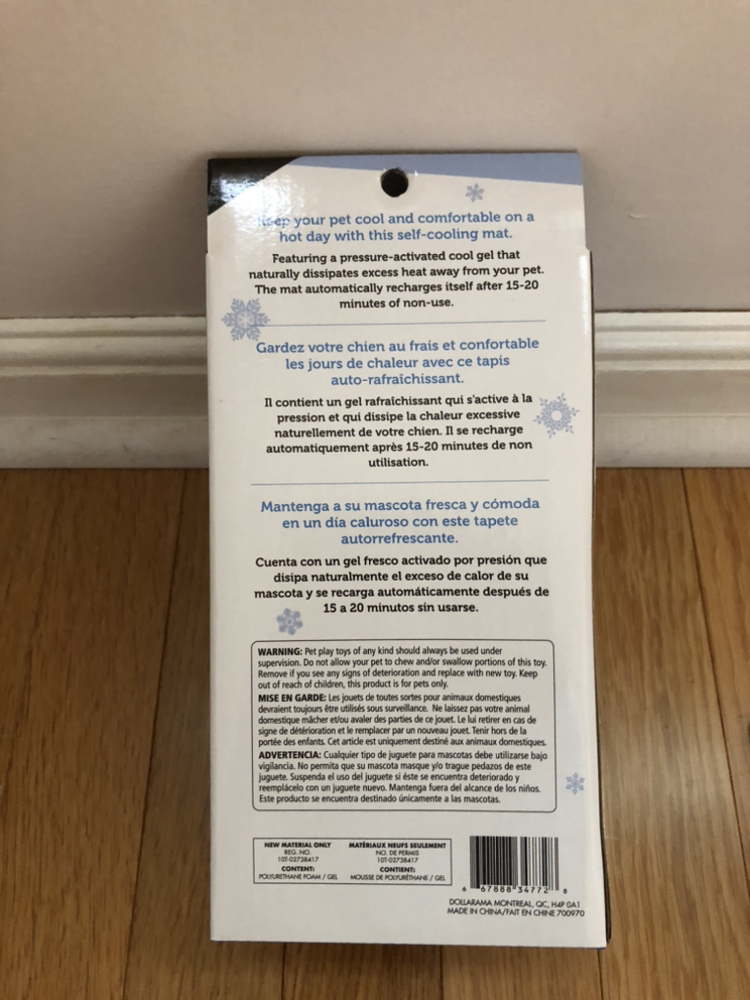 Keep your pet cool and comfortable on a
hot day with this self-cooling mat.
Featuring a pressure-activated cool gel that
naturally dissipates excess heat away from your pet.
The mat automatically recharges itself after 15-20
minutes of non-use.
Gardez votre chien au frais et confortable
les jours de chaleur avec ce tapis
auto-rafraîchissant.
Il contient un gel rafraîchissant qui s'active à la
pression et qui dissipe la chaleur excessive
naturellement de votre chien. Il se recharge
automatiquement après 15-20 minutes de non
utilisation.
Mantenga a su mascota fresca y cómoda
en un día caluroso con este tapete
autorrefrescante.
Cuenta con un gel fresco activado por presión que
disipa naturalmente el exceso de calor de su
mascota y se recarga automáticamente después de
15 a 20 minutos sin usarse.
WARNING: Pet play toys of any kind should always be used under
supervision. Do not allow your pet to chew and/or swallow portions of this toy.
Remove if you see any signs of deterioration and replace with new toy. Keep
out of reach of children, this product is for pets only.
MISE EN GARDE: Les jouets de toutes sortes pour animaux domestiques
devraient toujours être utilisés sous surveillance. Ne laissez pas votre animal
domestique mâcher et/ou avaler des parties de ce jouet. Le lui retirer en cas de
signe de détérioration et le remplacer par un nouveau jouet. Tenir hors de la
portée des enfants. Cet article est uniquement destiné aux animaux domestiques.
ADVERTENCIA: Cualquier tipo de juguete para mascotas debe utilizarse bajo
vigilancia. No permita que su mascota masque y/o trague pedazos de este
juguete. Suspenda el uso del juguete si éste se encuentra deteriorado y
reemplácelo con un juguete nuevo. Mantenga fuera del alcance de los niños.
Este producto se encuentra destinado únicamente a las mascotas.
NEW MATERIAL ONLY
REG. NO.
10T-02738417
CONTENT:
POLYURETHANE FOAM / GEL
MATÉRIAUX NEUFS SEULEMENT
NO. DE PERMIS
10T-02738417
CONTIENT:
MOUSSE DE POLYURÉTHANE / GEL
6 67888 34772 8
DOLLARAMA MONTREAL, QC, H4P 0A1
MADE IN CHINA/FAIT EN CHINE 700970